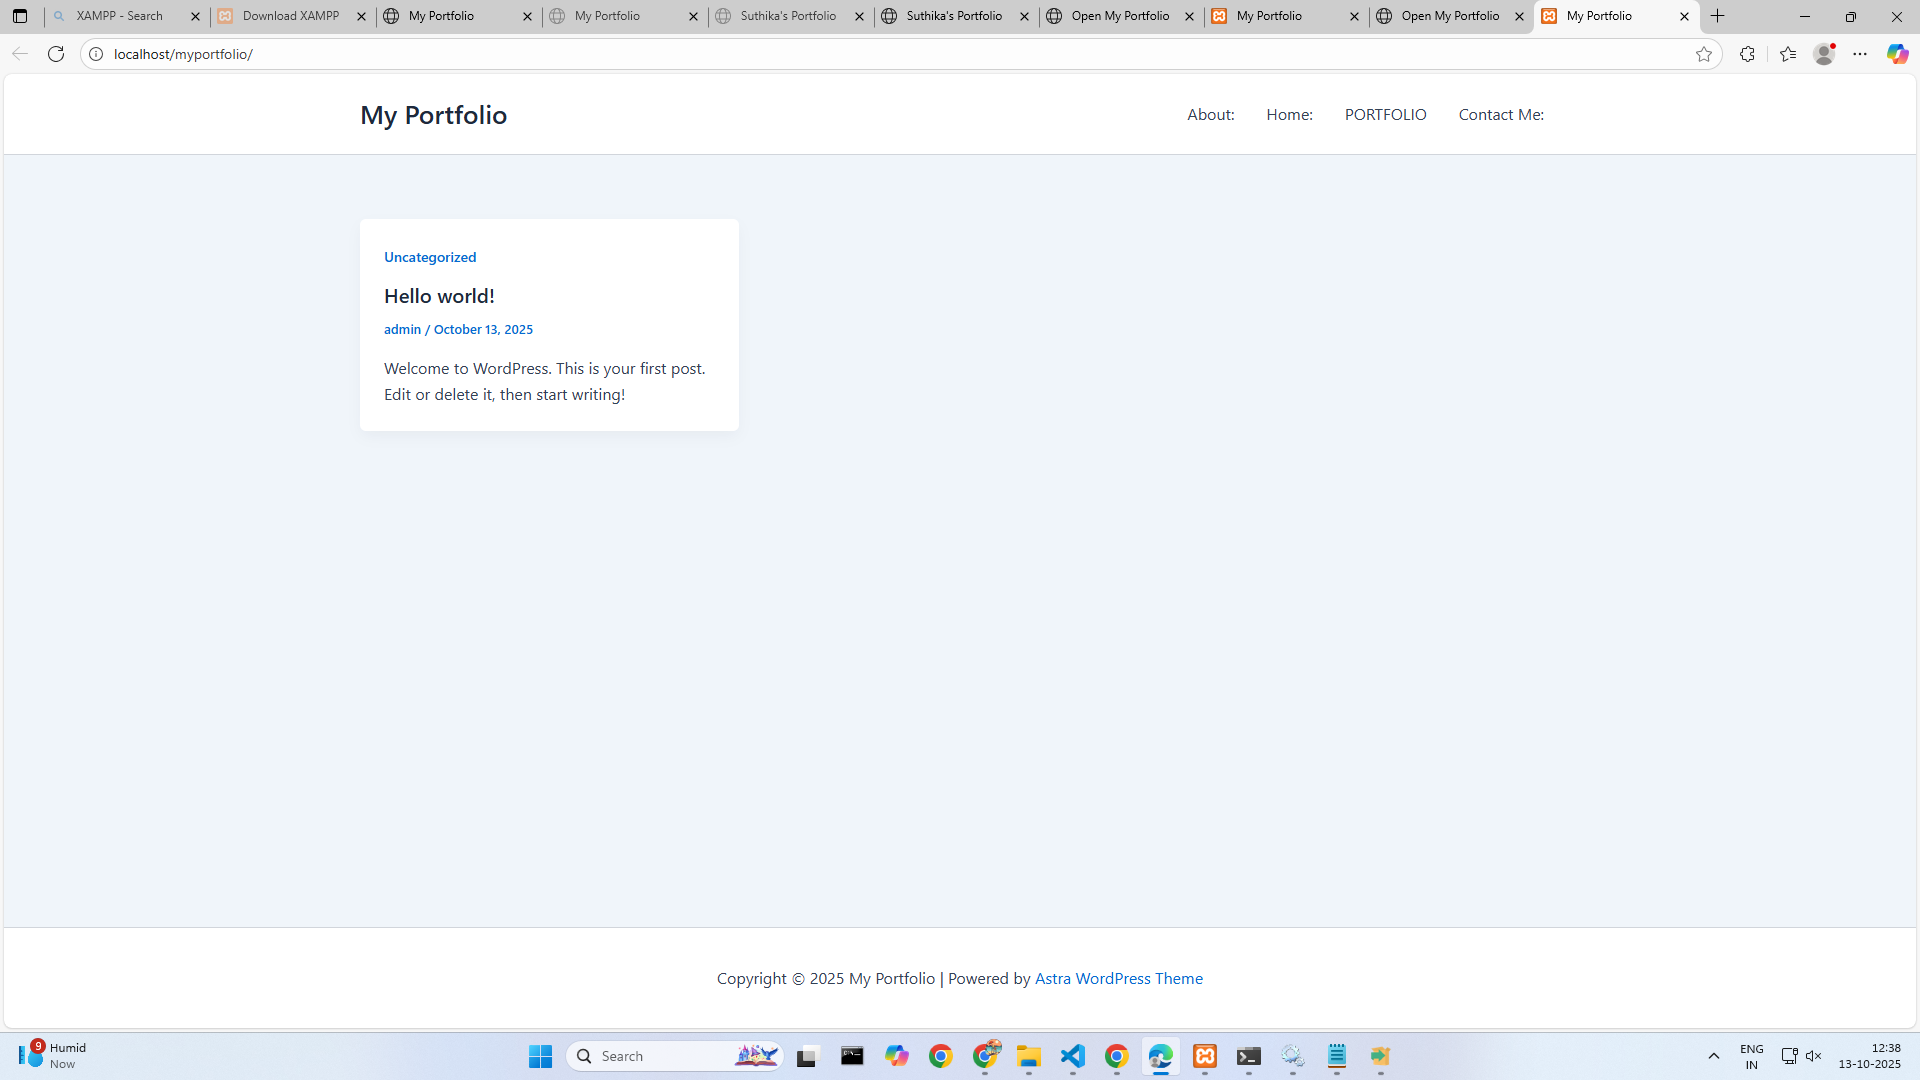 XAMPP - Search
Download XAMPP
My Portfolio
My Portfolio
Suthika's Portfolio
Suthika's Portfolio
Open My Portfolio
My Portfolio
Open My Portfolio
My Portfolio
localhost/myportfolio/
My Portfolio
About:
Home:
PORTFOLIO
Contact Me:
Uncategorized
Hello world!
admin / October 13, 2025
Welcome to WordPress. This is your first post.
Edit or delete it, then start writing!
Copyright © 2025 My Portfolio | Powered by Astra WordPress Theme
9
Humid
Now
Search
ENG
IN
12:38
13-10-2025